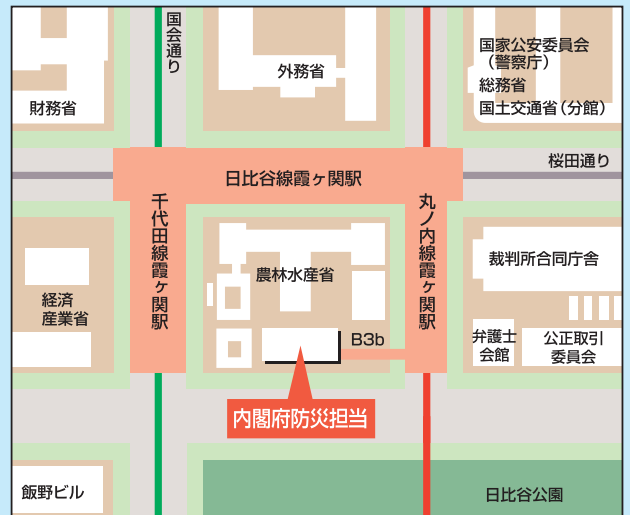 国会通り
外務省
国家公安委員会
（警察庁）
総務省
国土交通省（分館）
財務省
桜田通り
日比谷線霞ヶ関駅
千代田線霞ヶ関駅
丸ノ内線霞ヶ関駅
裁判所合同庁舎
農林水産省
経済
産業省
B3b
弁護士
会館
公正取引
委員会
内閣府防災担当
飯野ビル
日比谷公園